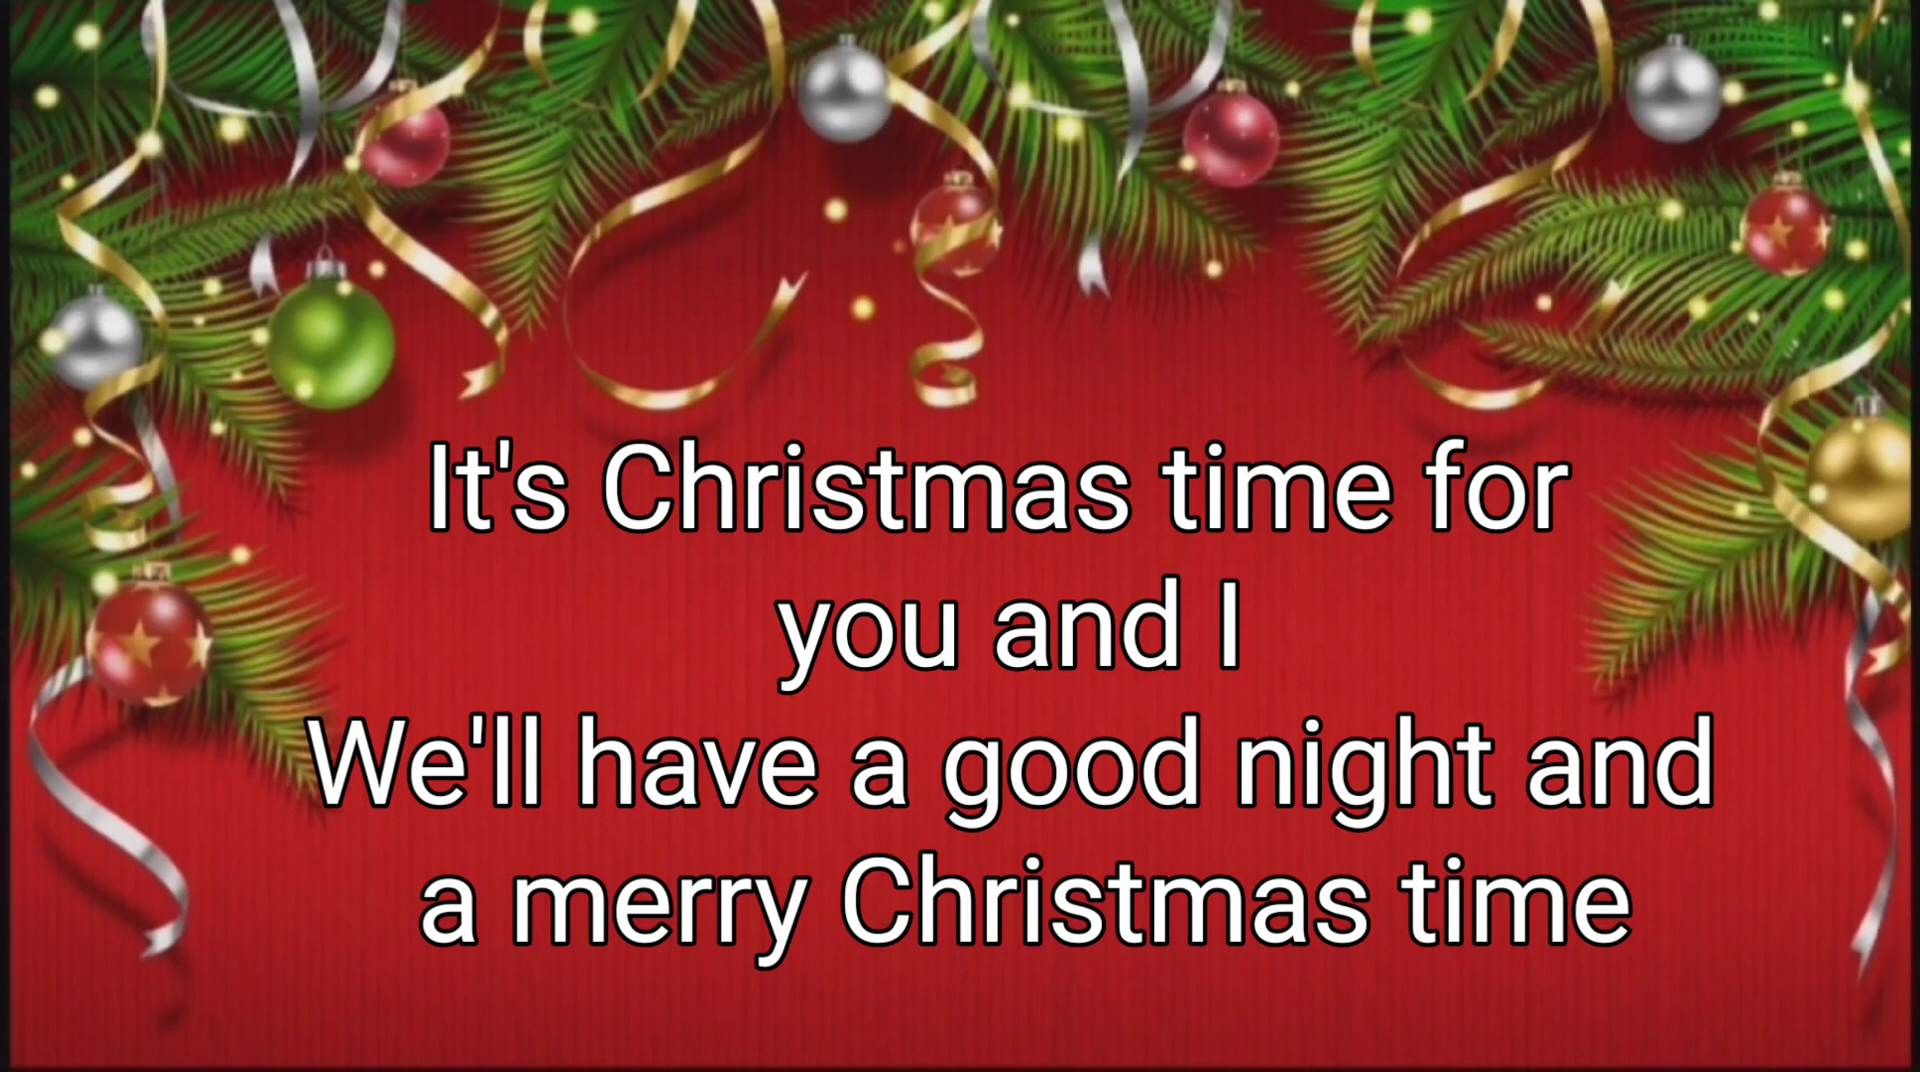 It's Christmas time for
you and I
We'll have a good night and
a merry Christmas time